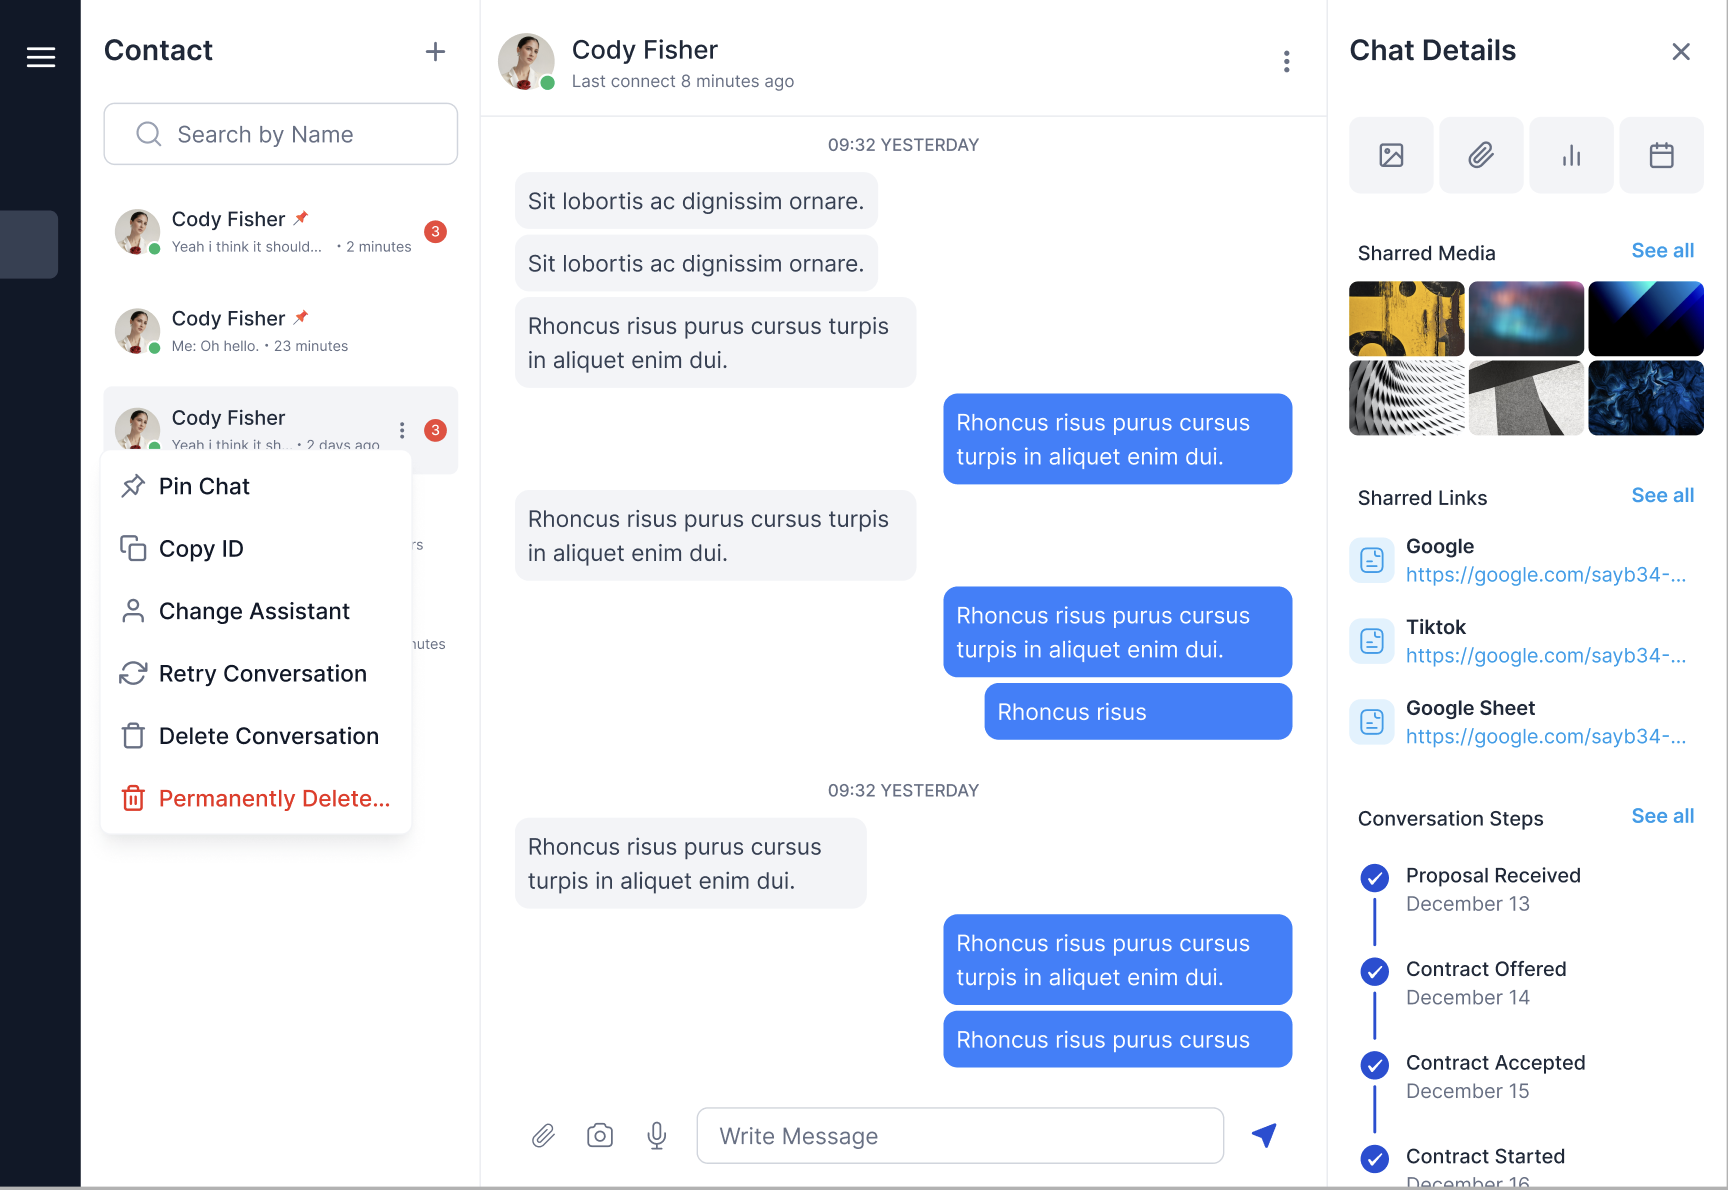 Contact
Search by Name
Cody Fisher
Yeah i think it should... • 2 minutes
3
Cody Fisher
Me: Oh hello. • 23 minutes
Cody Fisher
Yeah i think it sh... • 2 days ago
3
Pin Chat
Copy ID
Change Assistant
Retry Conversation
Delete Conversation
Permanently Delete...
Cody Fisher
Last connect 8 minutes ago
09:32 YESTERDAY
Sit lobortis ac dignissim ornare.
Sit lobortis ac dignissim ornare.
Rhoncus risus purus cursus turpis
in aliquet enim dui.
Rhoncus risus purus cursus
turpis in aliquet enim dui.
Rhoncus risus purus cursus turpis
in aliquet enim dui.
Rhoncus risus purus cursus
turpis in aliquet enim dui.
Rhoncus risus
09:32 YESTERDAY
Rhoncus risus purus cursus
turpis in aliquet enim dui.
Rhoncus risus purus cursus
turpis in aliquet enim dui.
Rhoncus risus purus cursus
Write Message
Chat Details
Sharred Media
See all
Sharred Links
See all
Google
https://google.com/sayb34-...
Tiktok
https://google.com/sayb34-...
Google Sheet
https://google.com/sayb34-...
Conversation Steps
See all
Proposal Received
December 13
Contract Offered
December 14
Contract Accepted
December 15
Contract Started
December 16